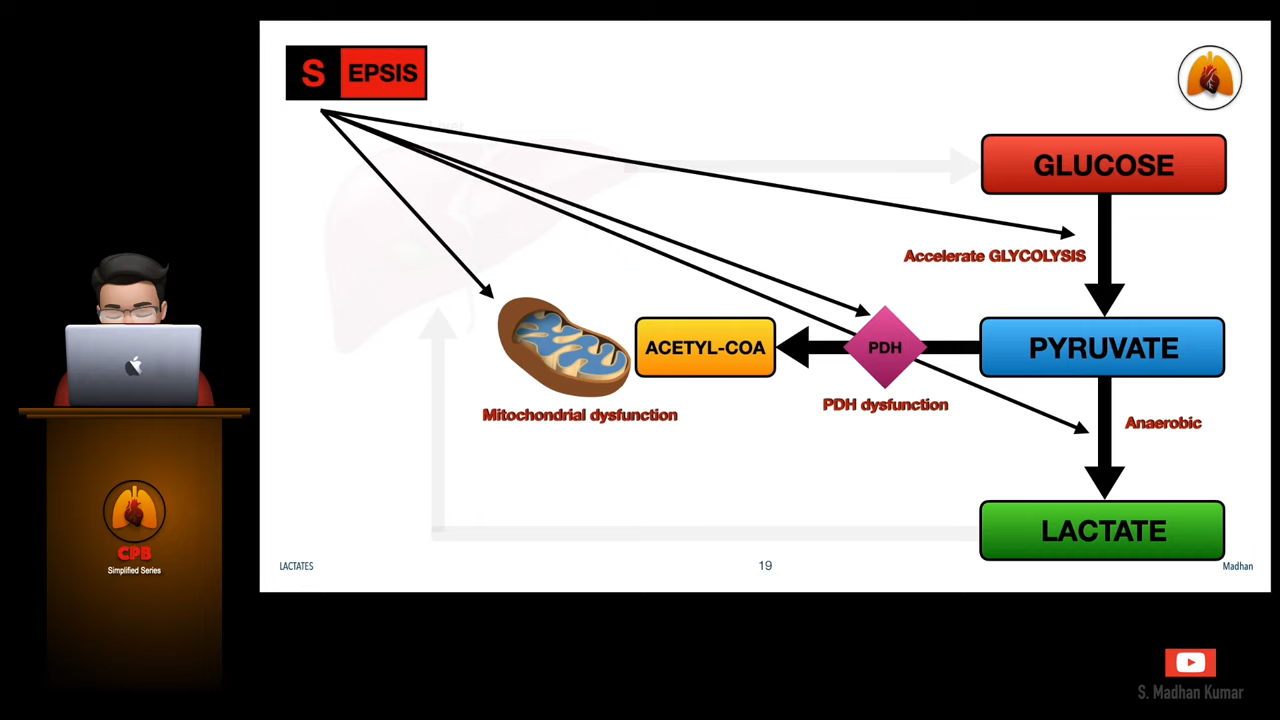 SEPSIS
GLUCOSE
Accelerate GLYCOLYSIS
ACETYL-COA
PDH
PYRUVATE
Mitochondrial dysfunction
PDH dysfunction
Anaerobic
LACTATE
LACTATES
19
Madhan
CPB
Simplified Series
S. Madhan Kumar